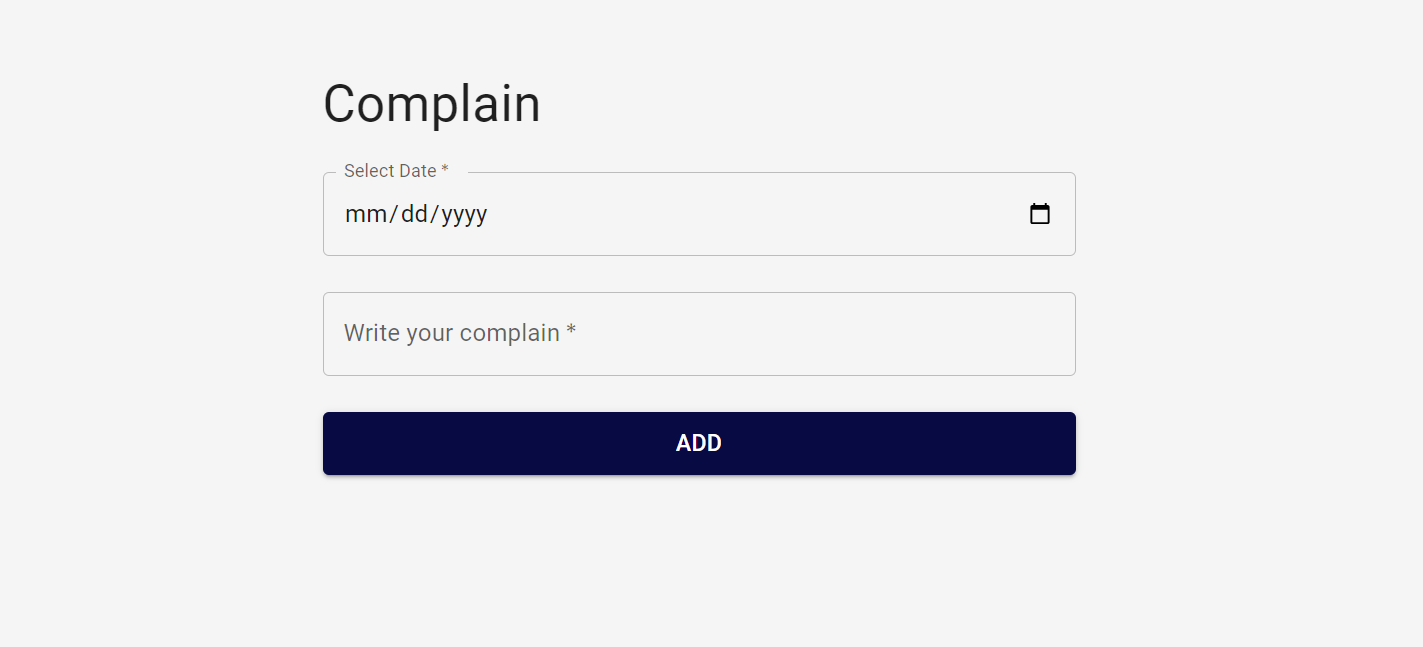 Complain
Select Date *
mm/dd/yyyy
Write your complain *
ADD